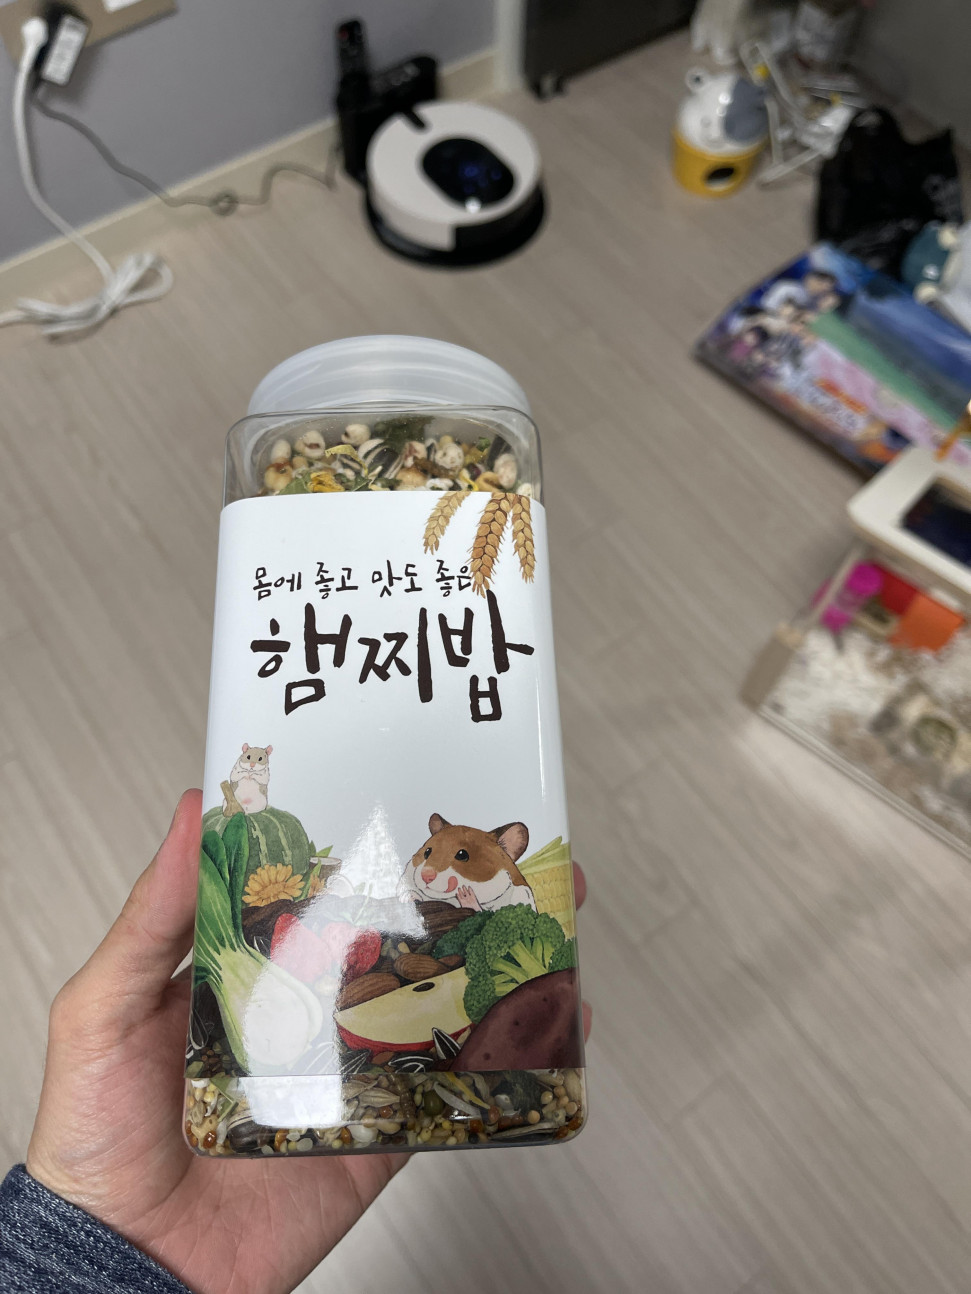 몸에 좋고 맛도 좋은
햄찌밥